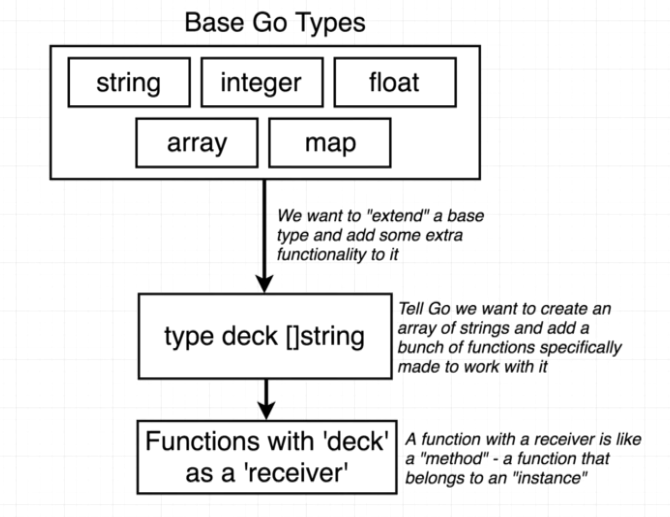 Base Go Types
string
integer
float
array
map
We want to "extend" a base
type and add some extra
functionality to it
type deck []string
Tell Go we want to create an
array of strings and add a
bunch of functions specifically
made to work with it
Functions with 'deck'
as a 'receiver'
A function with a receiver is like
a "method" - a function that
belongs to an "instance"